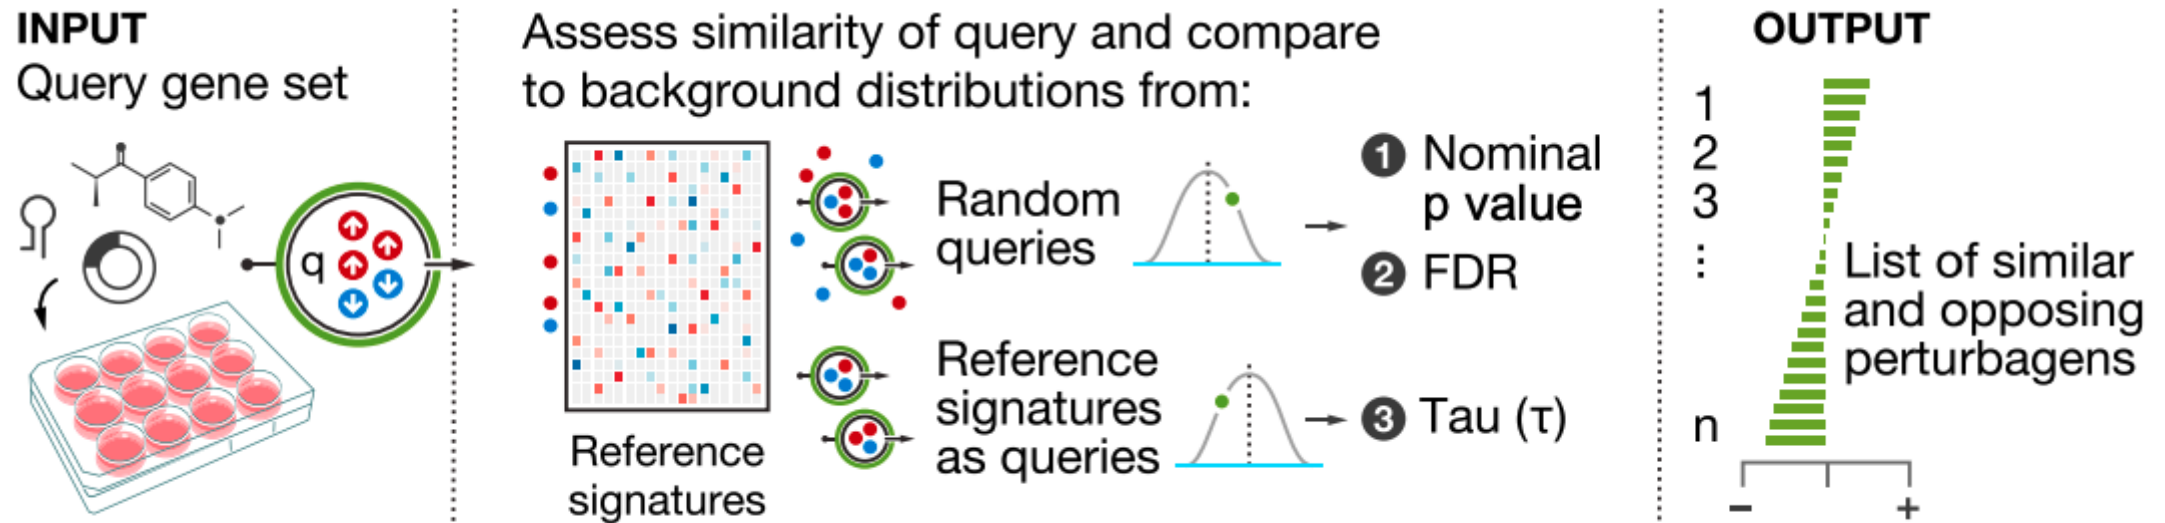 INPUT
Query gene set
q
Assess similarity of query and compare
to background distributions from:
Reference
signatures
Random
queries
1 Nominal
p value
2 FDR
Reference
signatures
as queries
3 Tau (τ)
OUTPUT
1
2
3
⋮
n
List of similar
and opposing
perturbagens
− +